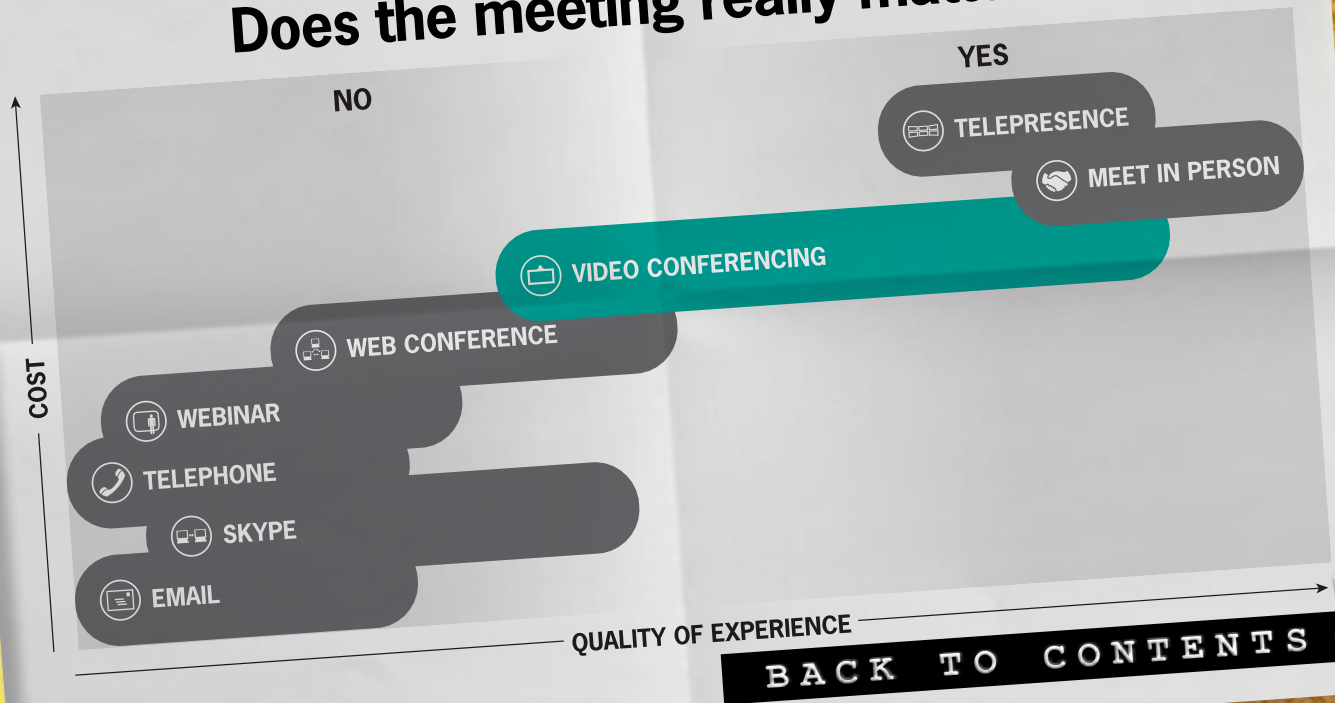 Does the meeting really
NO
YES
TELEPRESENCE
MEET IN PERSON
VIDEO CONFERENCING
WEB CONFERENCE
WEBINAR
TELEPHONE
SKYPE
EMAIL
COST
QUALITY OF EXPERIENCE
BACK TO CONTENTS